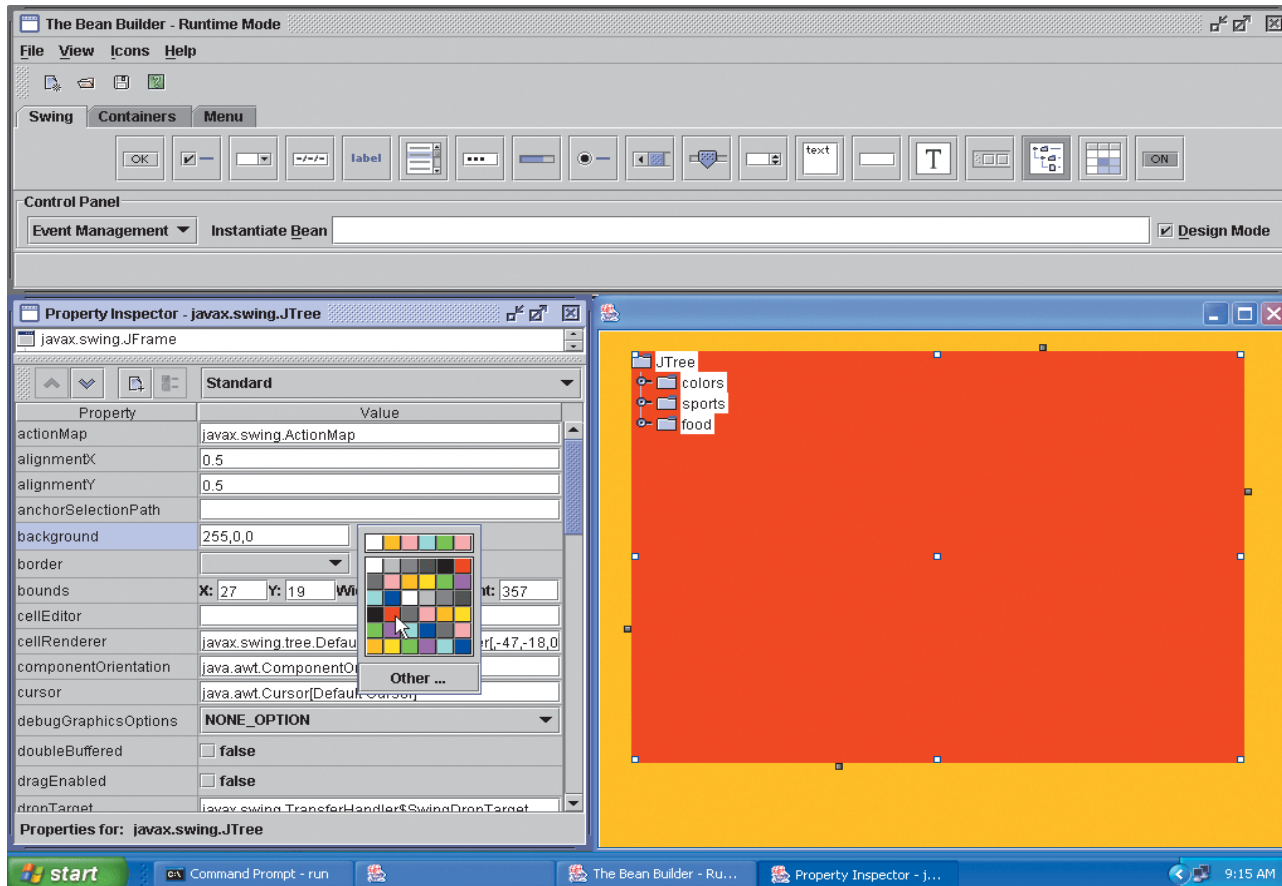 The Bean Builder - Runtime Mode
File View Icons Help
Swing Containers Menu
OK
-/-/-
label
text
T
ON
Control Panel
Event Management Instantiate Bean Design Mode
Property Inspector - javax.swing.JTree
javax.swing.JFrame
Standard
Property Value
actionMap javax.swing.ActionMap
alignmentX 0.5
alignmentY 0.5
anchorSelectionPath
background 255,0,0
border
bounds X: 27 Y: 19 357
cellEditor
cellRenderer javax.swing.tree.Defau er[,-47,-18,0
componentOrientation java.awt.ComponentO
cursor java.awt.Cursor[Default Cursor]
debugGraphicsOptions NONE_OPTION
doubleBuffered false
dragEnabled false
dropTarget javax.swing.TransferHandler$SwingDropTarget
Other ...
Properties for: javax.swing.JTree
JTree
colors
sports
food
start Command Prompt - run The Bean Builder - Ru... Property Inspector - j... 9:15 AM